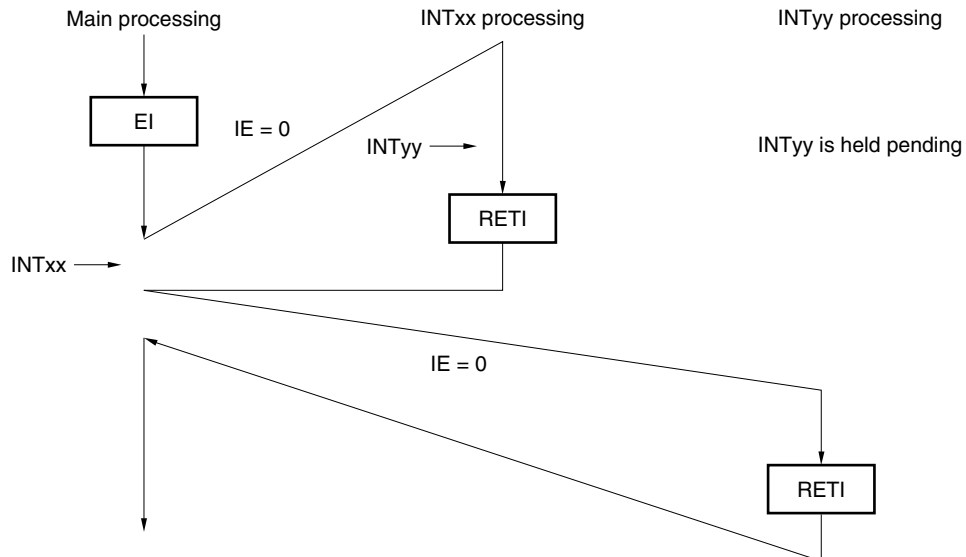 Main processing
INTxx processing
INTyy processing
EI
IE = 0
INTyy
INTyy is held pending
RETI
INTxx
IE = 0
RETI